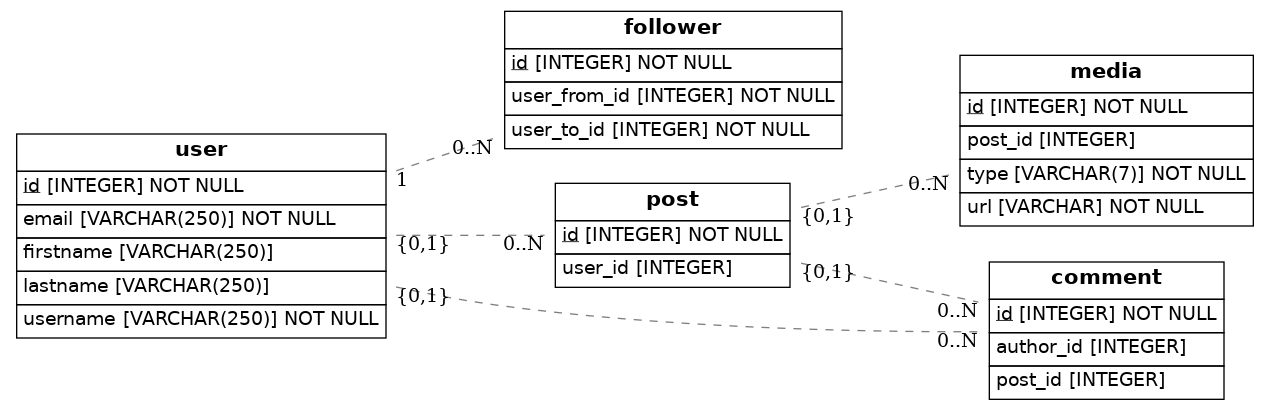 user
id [INTEGER] NOT NULL
email [VARCHAR(250)] NOT NULL
firstname [VARCHAR(250)]
lastname [VARCHAR(250)]
username [VARCHAR(250)] NOT NULL
follower
id [INTEGER] NOT NULL
user_from_id [INTEGER] NOT NULL
user_to_id [INTEGER] NOT NULL
0..N
1
post
id [INTEGER] NOT NULL
user_id [INTEGER]
{0,1}
0..N
{0,1}
media
id [INTEGER] NOT NULL
post_id [INTEGER]
type [VARCHAR(7)] NOT NULL
url [VARCHAR] NOT NULL
0..N
{0,1}
{0,1}
comment
id [INTEGER] NOT NULL
author_id [INTEGER]
post_id [INTEGER]
0..N
0..N